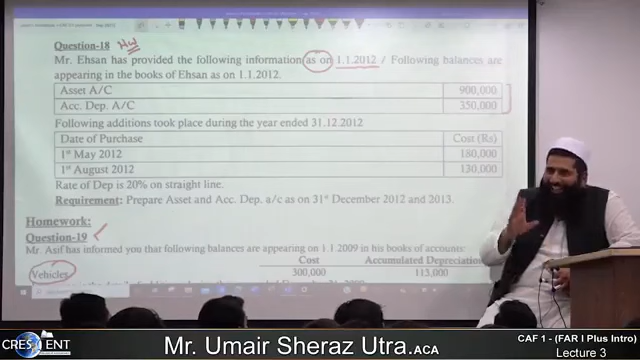 Question-18 HW
Mr. Ehsan has provided the following information as on 1.1.2012 / Following balances are
appearing in the books of Ehsan as on 1.1.2012.
Asset A/C 900,000
Acc. Dep. A/C 350,000
Following additions took place during the year ended 31.12.2012
Date of Purchase Cost (Rs)
1st May 2012 180,000
1st August 2012 130,000
Rate of Dep is 20% on straight line.
Requirement: Prepare Asset and Acc. Dep. a/c as on 31st December 2012 and 2013.
Homework:
Question-19
Mr. Asif has informed you that following balances are appearing on 1.1.2009 in his books of accounts:
Cost Accumulated Depreciation
Vehicles 300,000 113,000
CRESCENT
Mr. Umair Sheraz Utra.ACA
CAF 1 - (FAR I Plus Intro)
Lecture 3